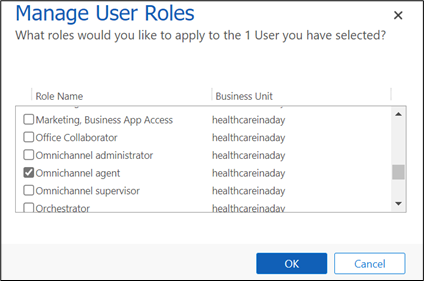 Manage User Roles
What roles would you like to apply to the 1 User you have selected?
Role Name Business Unit
Marketing, Business App Access healthcareinaday
Office Collaborator healthcareinaday
Omnichannel administrator healthcareinaday
Omnichannel agent healthcareinaday
Omnichannel supervisor healthcareinaday
Orchestrator healthcareinaday
OK Cancel